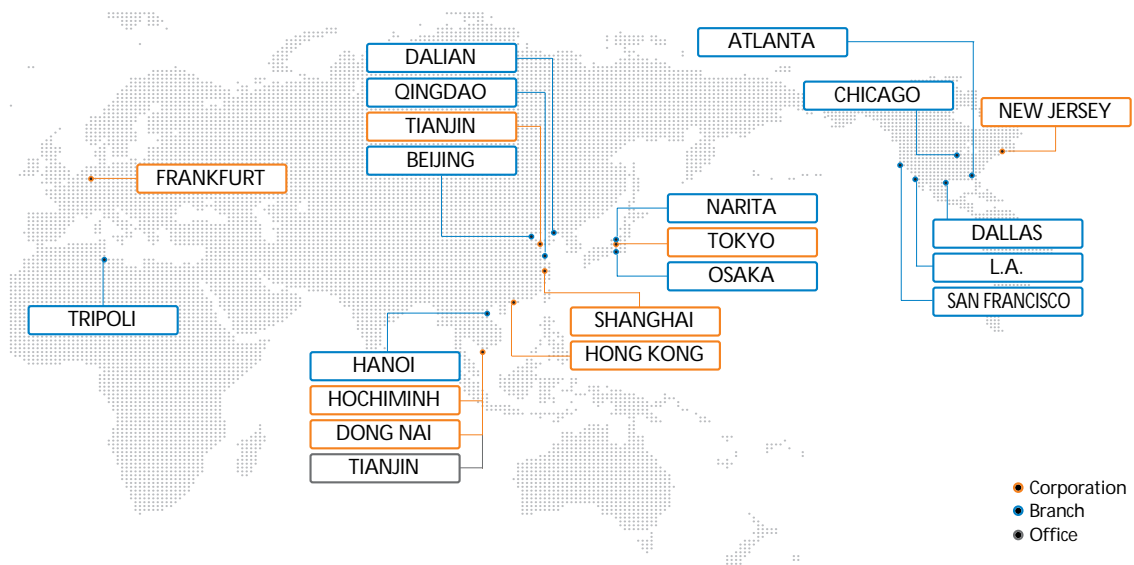 ATLANTA
DALIAN
QINGDAO
CHICAGO
TIANJIN
NEW JERSEY
BEIJING
FRANKFURT
NARITA
TOKYO
DALLAS
OSAKA
L.A.
SAN FRANCISCO
TRIPOLI
SHANGHAI
HONG KONG
HANOI
HOCHIMINH
DONG NAI
TIANJIN
Corporation
Branch
Office